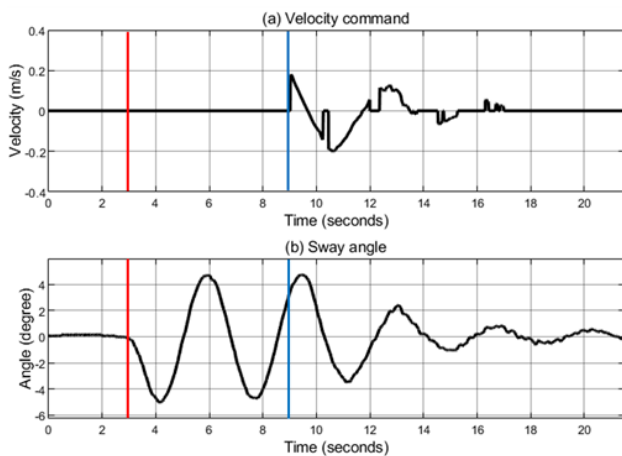 (a) Velocity command
Velocity (m/s)
0.4
0.2
0
-0.2
-0.4
0 2 4 6 8 10 12 14 16 18 20
Time (seconds)
(b) Sway angle
Angle (degree)
4
2
0
-2
-4
-6
0 2 4 6 8 10 12 14 16 18 20
Time (seconds)